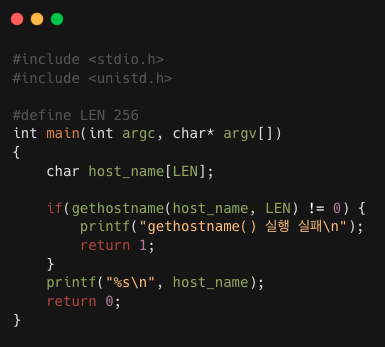 #include <stdio.h>
#include <unistd.h>

#define LEN 256
int main(int argc, char* argv[])
{
    char host_name[LEN];

    if(gethostname(host_name, LEN) != 0) {
        printf("gethostname() 실행 실패\n");
        return 1;
    }
    printf("%s\n", host_name);
    return 0;
}